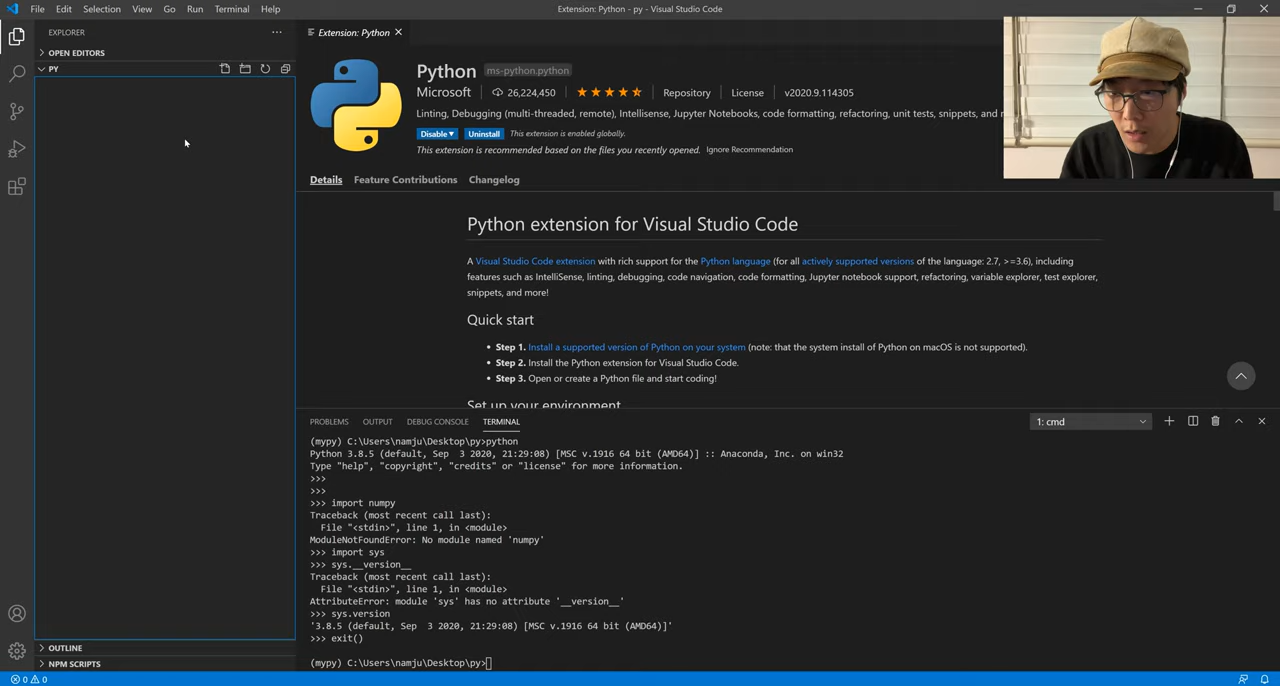 File Edit Selection View Go Run Terminal Help
Extension: Python - py - Visual Studio Code
EXPLORER
OPEN EDITORS
PY
OUTLINE
NPM SCRIPTS
Extension: Python
Python ms-python.python
Microsoft 26,224,450 Repository License v2020.9.114305
Linting, Debugging (multi-threaded, remote), Intellisense, Jupyter Notebooks, code formatting, refactoring, unit tests, snippets, and
Disable Uninstall This extension is enabled globally.
This extension is recommended based on the files you recently opened. Ignore Recommendation
Details Feature Contributions Changelog
Python extension for Visual Studio Code
A Visual Studio Code extension with rich support for the Python language (for all actively supported versions of the language: 2.7, >=3.6), including
features such as IntelliSense, linting, debugging, code navigation, code formatting, Jupyter notebook support, refactoring, variable explorer, test explorer,
snippets, and more!
Quick start
• Step 1. Install a supported version of Python on your system (note: that the system install of Python on macOS is not supported).
• Step 2. Install the Python extension for Visual Studio Code.
• Step 3. Open or create a Python file and start coding!
Set up your environment
PROBLEMS OUTPUT DEBUG CONSOLE TERMINAL
1: cmd
(mypy) C:\Users\namju\Desktop\py>python
Python 3.8.5 (default, Sep 3 2020, 21:29:08) [MSC v.1916 64 bit (AMD64)] :: Anaconda, Inc. on win32
Type "help", "copyright", "credits" or "license" for more information.
>>>
>>>
>>> import numpy
Traceback (most recent call last):
File "<stdin>", line 1, in <module>
ModuleNotFoundError: No module named 'numpy'
>>> import sys
>>> sys.__version__
Traceback (most recent call last):
File "<stdin>", line 1, in <module>
AttributeError: module 'sys' has no attribute '__version__'
>>> sys.version
'3.8.5 (default, Sep 3 2020, 21:29:08) [MSC v.1916 64 bit (AMD64)]'
>>> exit()
(mypy) C:\Users\namju\Desktop\py>
0 0